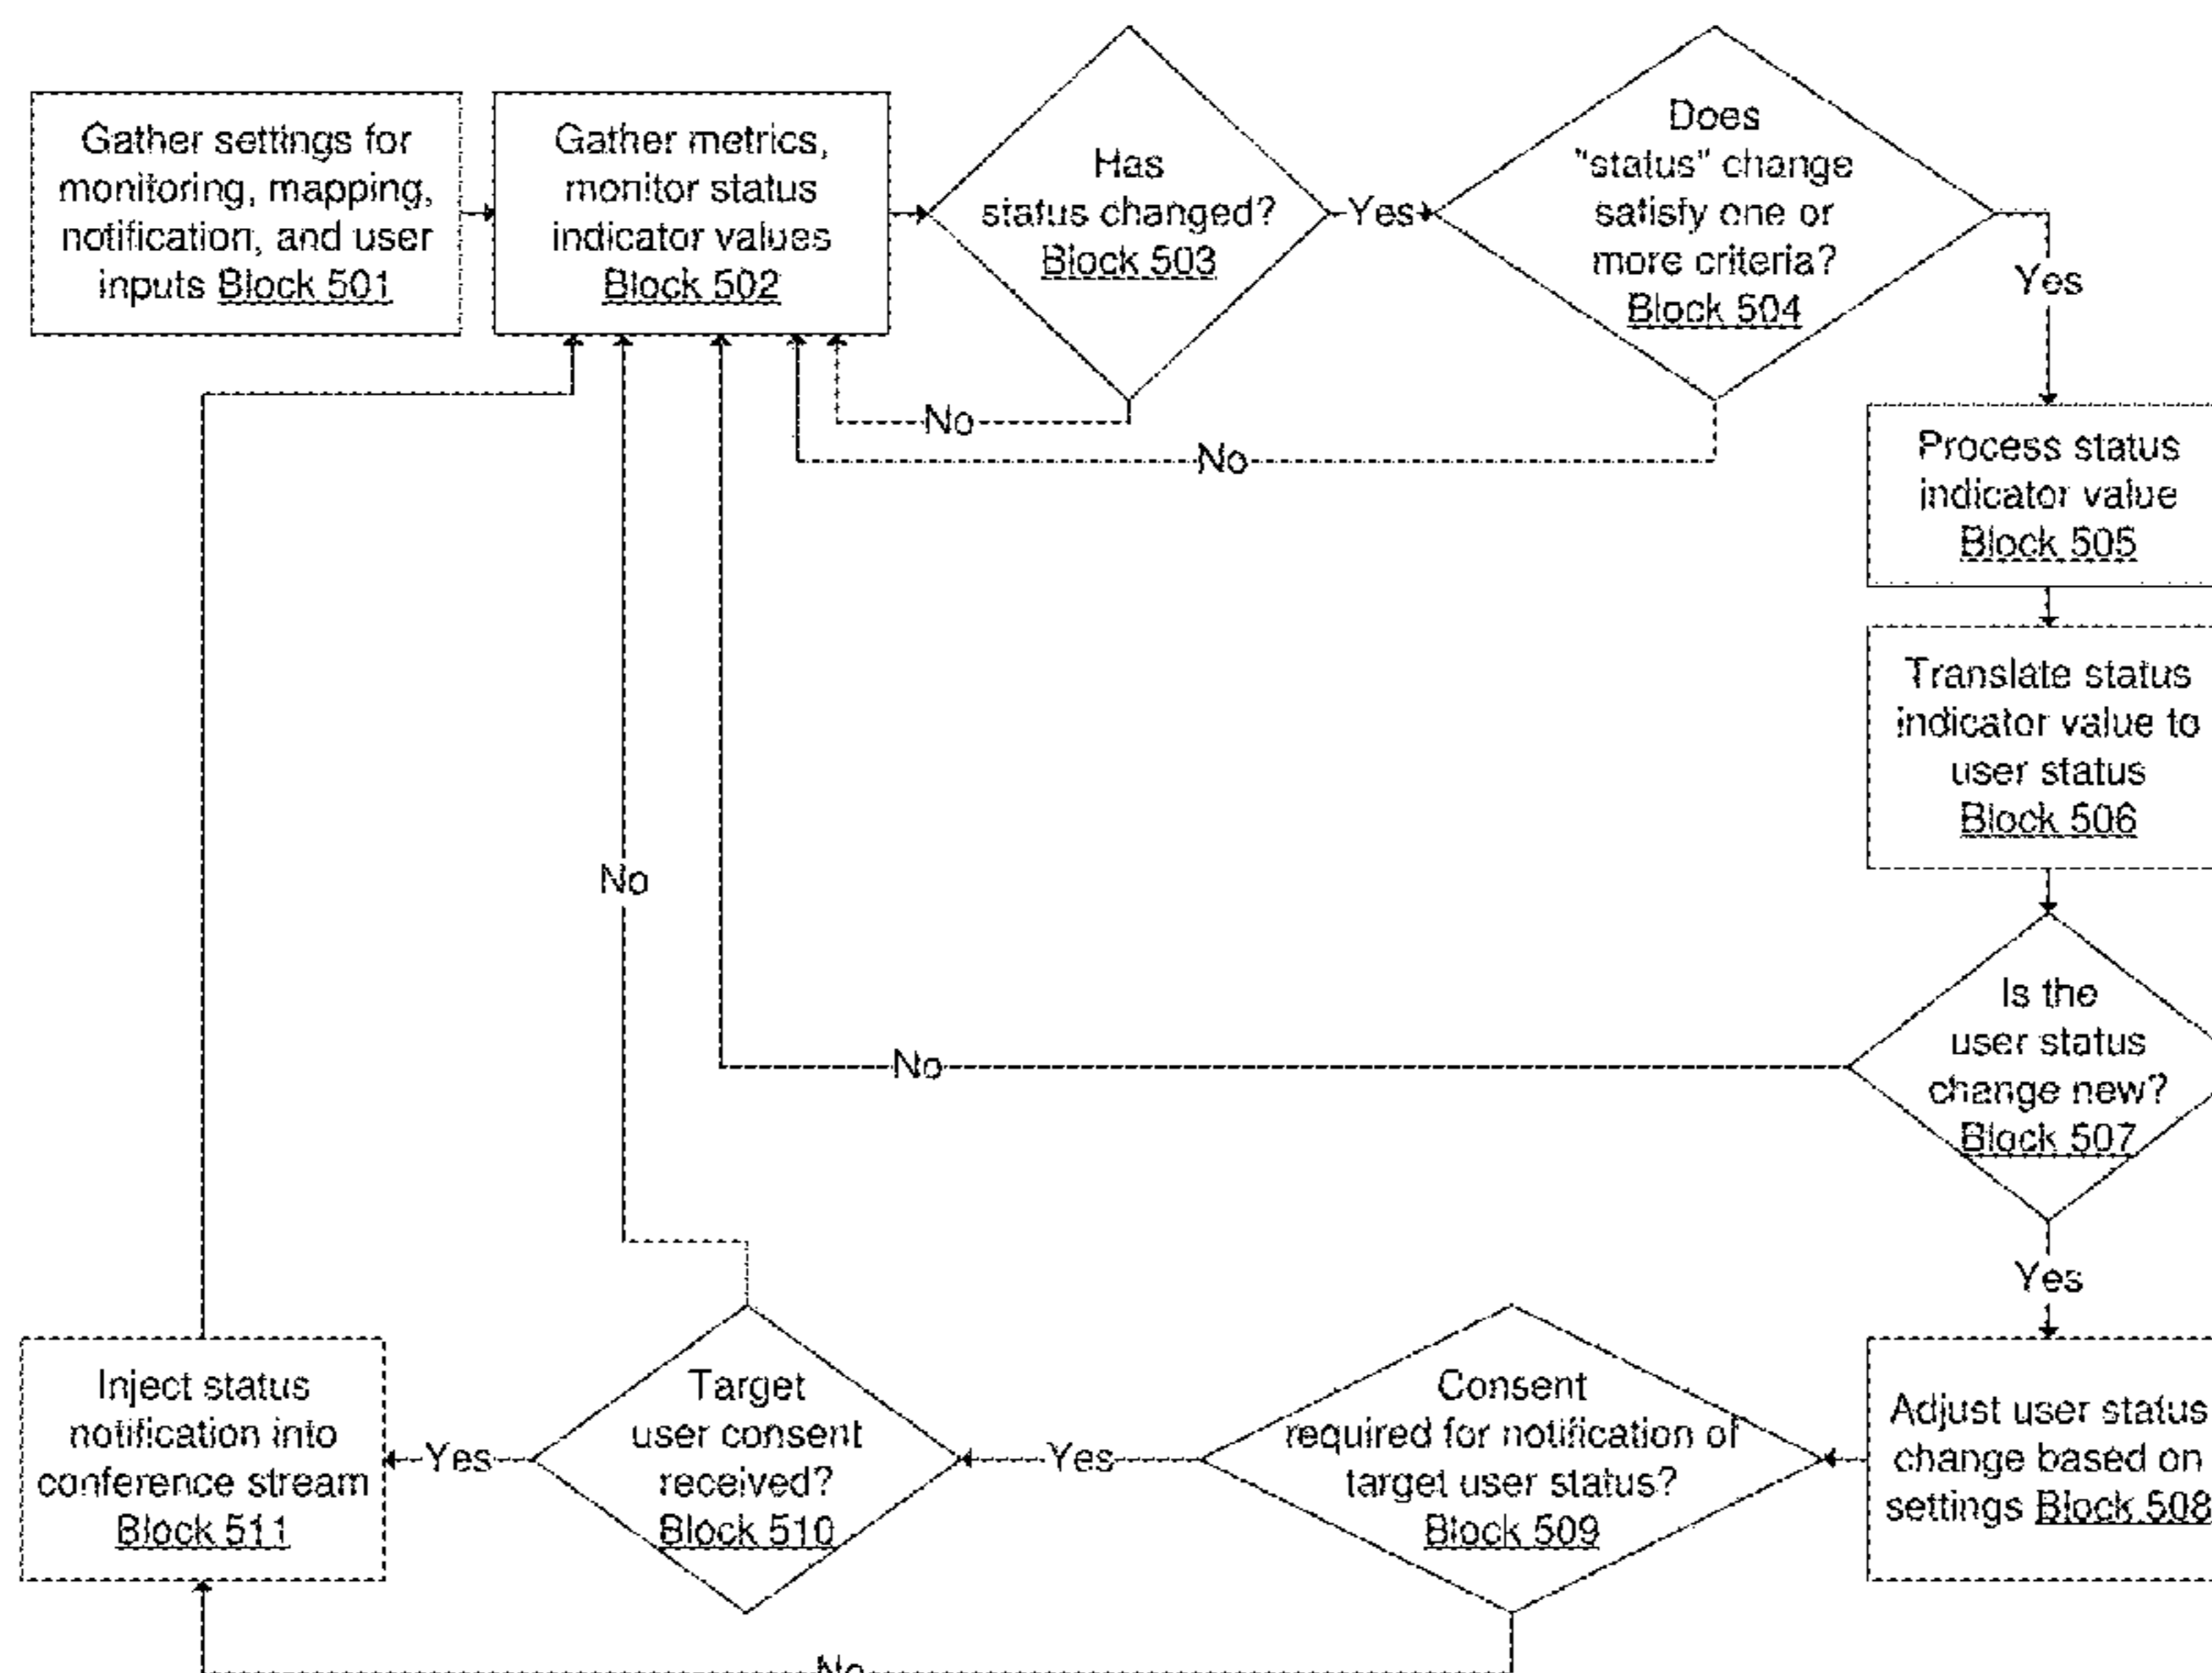 Gather settings for
monitoring, mapping,
notification, and user
inputs Block 501
Gather metrics,
monitor status
indicator values
Block 502
Has
status changed?
Block 503
Yes
Does
"status" change
satisfy one or
more criteria?
Block 504
Yes
No
No
Process status
indicator value
Block 505
Translate status
indicator value to
user status
Block 506
No
Is the
user status
change new?
Block 507
No
Yes
Inject status
notification into
conference stream
Block 511
Yes
Target
user consent
received?
Block 510
Yes
Consent
required for notification of
target user status?
Block 509
Adjust user status
change based on
settings Block 508
No